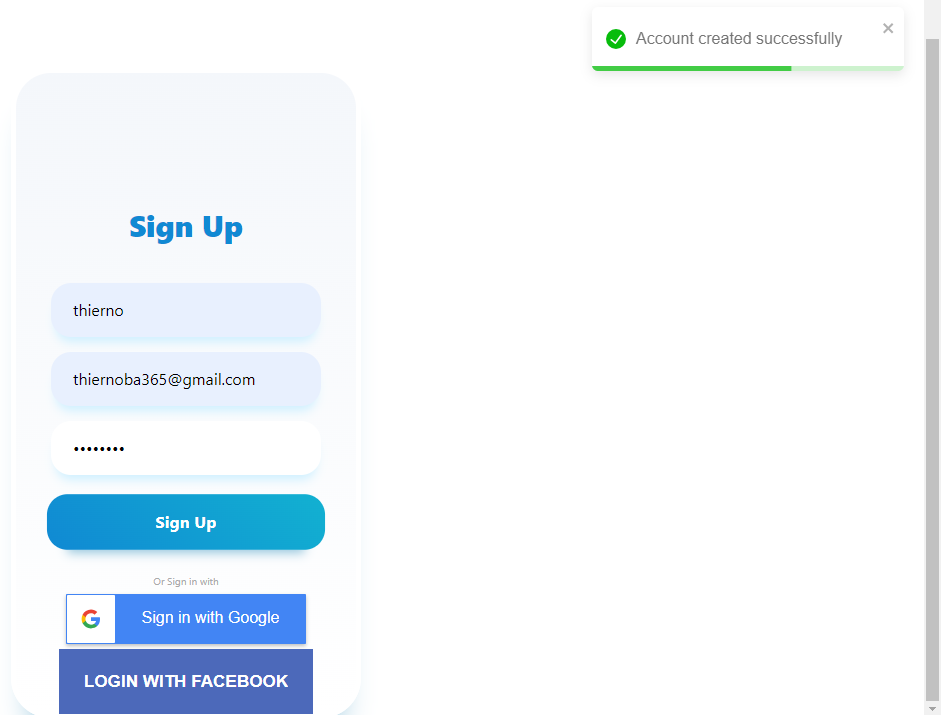 Account created successfully
Sign Up
thierno
thiernoba365@gmail.com
••••••••
Sign Up
Or Sign in with
Sign in with Google
LOGIN WITH FACEBOOK